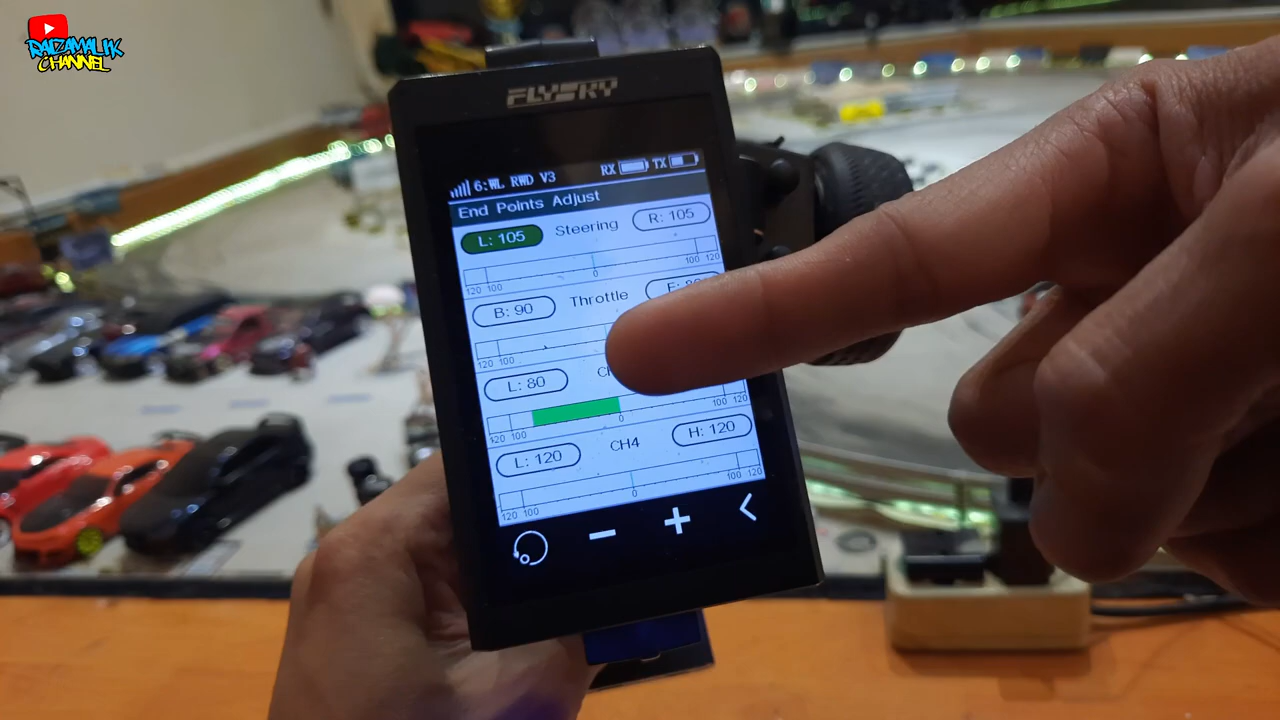 RAIZAMALIK
CHANNEL
FLYSKY
6:WL RWD V3 RX TX
End Points Adjust
L: 105 Steering R: 105
120 100 0 100 120
B: 90 Throttle
120 100
L: 80
120 100 0 100 120
L: 120 CH4 H: 120
120 100 0 100 120